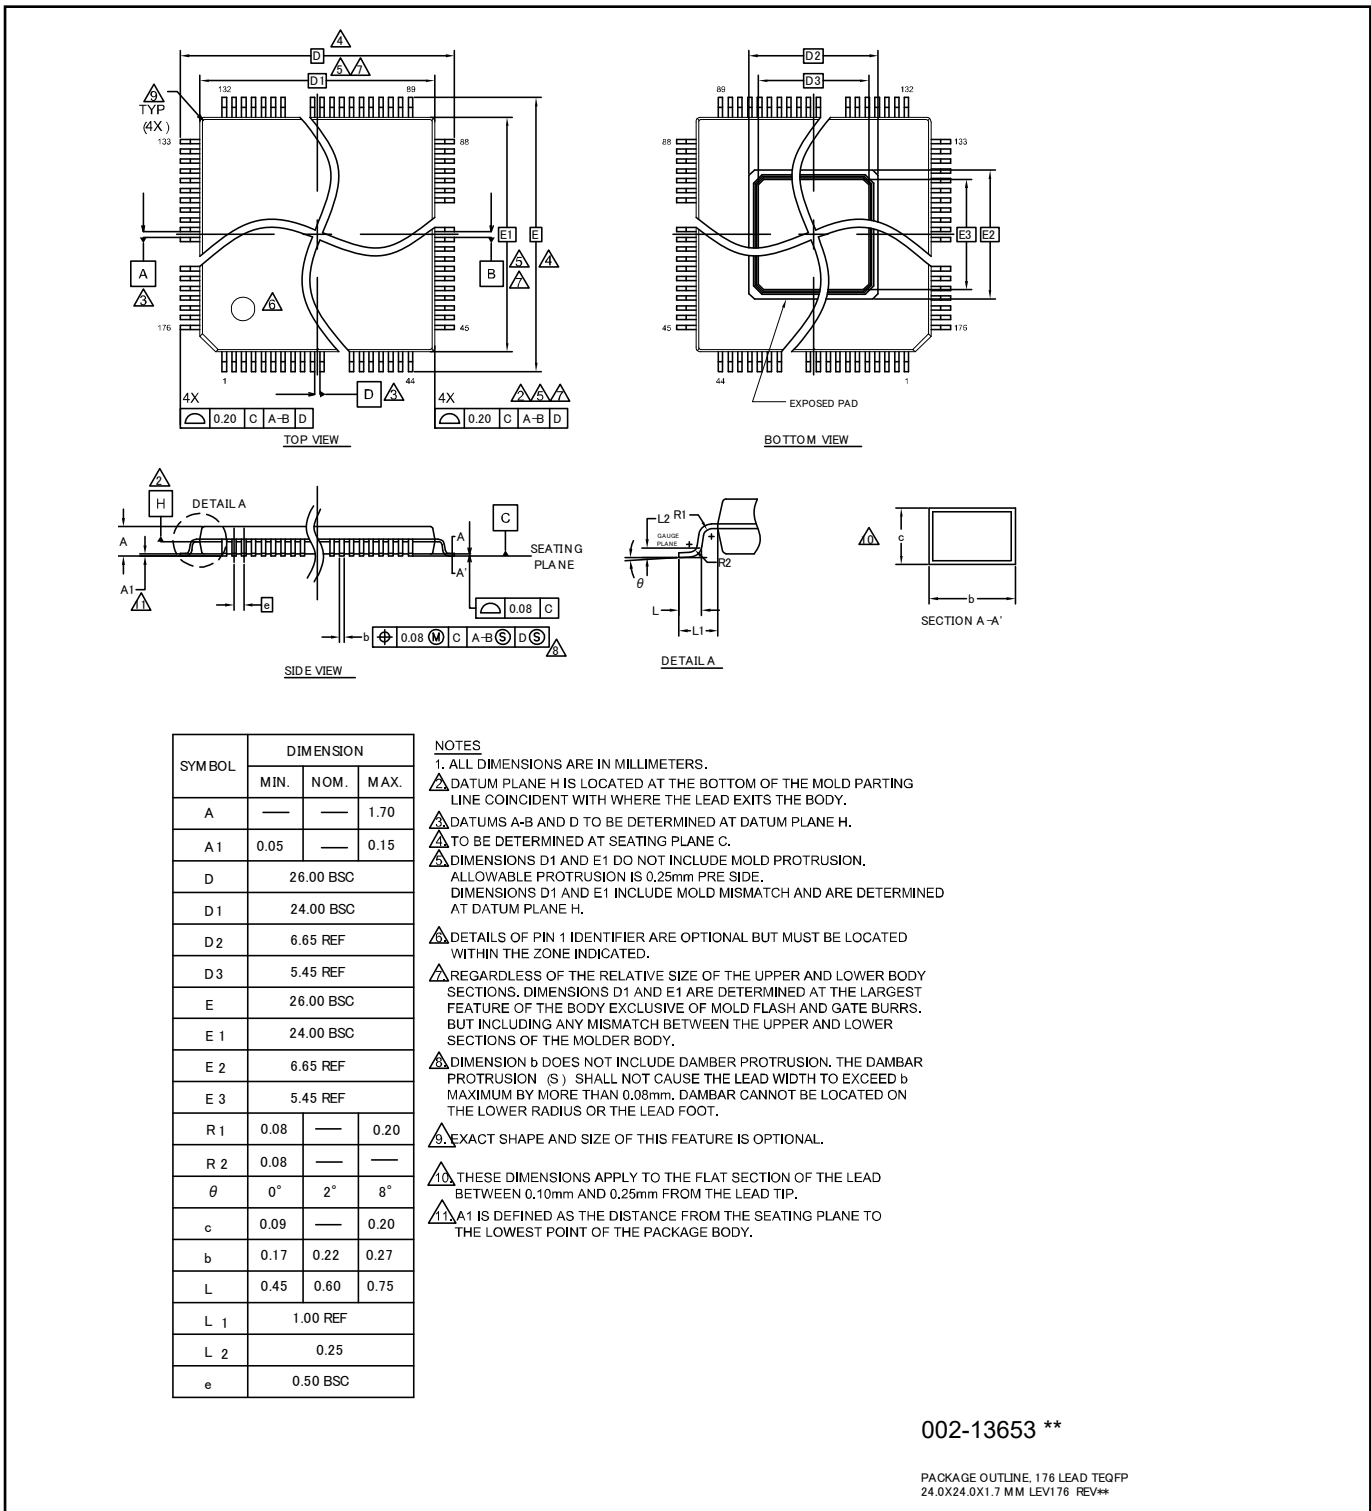 D
4
5 7
D1
132
89
9
TYP
(4X)
133
88
E1
E
A
B
3
5
7
4
6
176
45
1
44
D
3
4X
4X
2 5 7
0.20 C A-B D
0.20 C A-B D
TOP VIEW
D2
D3
89
132
88
133
E3
E2
45
176
44
1
EXPOSED PAD
BOTTOM VIEW
2
H
DETAIL A
C
A
A
A'
SEATING
PLANE
A1
11
e
0.08 C
b
0.08 M C A-B S D S
8
SIDE VIEW
L2
R1
GAUGE
PLANE
R2
θ
L
L1
DETAIL A
10
c
b
SECTION A-A'
SYMBOL DIMENSION
MIN. NOM. MAX.
A — — 1.70
A1 0.05 — 0.15
D 26.00 BSC
D1 24.00 BSC
D2 6.65 REF
D3 5.45 REF
E 26.00 BSC
E1 24.00 BSC
E2 6.65 REF
E3 5.45 REF
R1 0.08 — 0.20
R2 0.08 — —
θ 0° 2° 8°
c 0.09 — 0.20
b 0.17 0.22 0.27
L 0.45 0.60 0.75
L 1 1.00 REF
L 2 0.25
e 0.50 BSC
NOTES
1. ALL DIMENSIONS ARE IN MILLIMETERS.
2. DATUM PLANE H IS LOCATED AT THE BOTTOM OF THE MOLD PARTING
LINE COINCIDENT WITH WHERE THE LEAD EXITS THE BODY.
3. DATUMS A-B AND D TO BE DETERMINED AT DATUM PLANE H.
4. TO BE DETERMINED AT SEATING PLANE C.
5. DIMENSIONS D1 AND E1 DO NOT INCLUDE MOLD PROTRUSION.
ALLOWABLE PROTRUSION IS 0.25mm PRE SIDE.
DIMENSIONS D1 AND E1 INCLUDE MOLD MISMATCH AND ARE DETERMINED
AT DATUM PLANE H.
6. DETAILS OF PIN 1 IDENTIFIER ARE OPTIONAL BUT MUST BE LOCATED
WITHIN THE ZONE INDICATED.
7. REGARDLESS OF THE RELATIVE SIZE OF THE UPPER AND LOWER BODY
SECTIONS. DIMENSIONS D1 AND E1 ARE DETERMINED AT THE LARGEST
FEATURE OF THE BODY EXCLUSIVE OF MOLD FLASH AND GATE BURRS.
BUT INCLUDING ANY MISMATCH BETWEEN THE UPPER AND LOWER
SECTIONS OF THE MOLDER BODY.
8. DIMENSION b DOES NOT INCLUDE DAMBER PROTRUSION. THE DAMBAR
PROTRUSION (S) SHALL NOT CAUSE THE LEAD WIDTH TO EXCEED b
MAXIMUM BY MORE THAN 0.08mm. DAMBAR CANNOT BE LOCATED ON
THE LOWER RADIUS OR THE LEAD FOOT.
9. EXACT SHAPE AND SIZE OF THIS FEATURE IS OPTIONAL.
10. THESE DIMENSIONS APPLY TO THE FLAT SECTION OF THE LEAD
BETWEEN 0.10mm AND 0.25mm FROM THE LEAD TIP.
11. A1 IS DEFINED AS THE DISTANCE FROM THE SEATING PLANE TO
THE LOWEST POINT OF THE PACKAGE BODY.
002-13653 **
PACKAGE OUTLINE, 176 LEAD TEQFP
24.0X24.0X1.7 MM LEV176 REV**